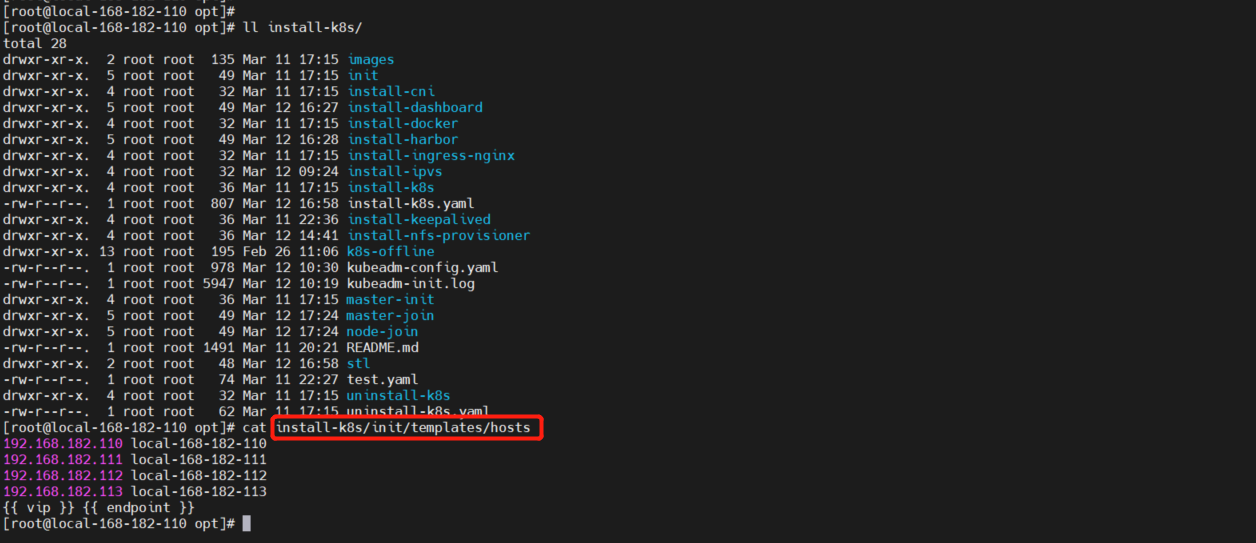 [root@local-168-182-110 opt]#
[root@local-168-182-110 opt]# ll install-k8s/
total 28
drwxr-xr-x.  2 root root  135 Mar 11 17:15 images
drwxr-xr-x.  5 root root   49 Mar 11 17:15 init
drwxr-xr-x.  4 root root   32 Mar 11 17:15 install-cni
drwxr-xr-x.  5 root root   49 Mar 12 16:27 install-dashboard
drwxr-xr-x.  4 root root   32 Mar 11 17:15 install-docker
drwxr-xr-x.  5 root root   49 Mar 12 16:28 install-harbor
drwxr-xr-x.  4 root root   32 Mar 11 17:15 install-ingress-nginx
drwxr-xr-x.  4 root root   32 Mar 12 09:24 install-ipvs
drwxr-xr-x.  4 root root   36 Mar 11 17:15 install-k8s
-rw-r--r--.  1 root root  807 Mar 12 16:58 install-k8s.yaml
drwxr-xr-x.  4 root root   36 Mar 11 22:36 install-keepalived
drwxr-xr-x.  4 root root   36 Mar 12 14:41 install-nfs-provisioner
drwxr-xr-x. 13 root root  195 Feb 26 11:06 k8s-offline
-rw-r--r--.  1 root root  978 Mar 12 10:30 kubeadm-config.yaml
-rw-r--r--.  1 root root 5947 Mar 12 10:19 kubeadm-init.log
drwxr-xr-x.  4 root root   36 Mar 11 17:15 master-init
drwxr-xr-x.  5 root root   49 Mar 12 17:24 master-join
drwxr-xr-x.  5 root root   49 Mar 12 17:24 node-join
-rw-r--r--.  1 root root 1491 Mar 11 20:21 README.md
drwxr-xr-x.  2 root root   48 Mar 12 16:58 stl
-rw-r--r--.  1 root root   74 Mar 11 22:27 test.yaml
drwxr-xr-x.  4 root root   32 Mar 11 17:15 uninstall-k8s
-rw-r--r--.  1 root root   62 Mar 11 17:15 uninstall-k8s.yaml
[root@local-168-182-110 opt]# cat install-k8s/init/templates/hosts
192.168.182.110 local-168-182-110
192.168.182.111 local-168-182-111
192.168.182.112 local-168-182-112
192.168.182.113 local-168-182-113
{{ vip }} {{ endpoint }}
[root@local-168-182-110 opt]#